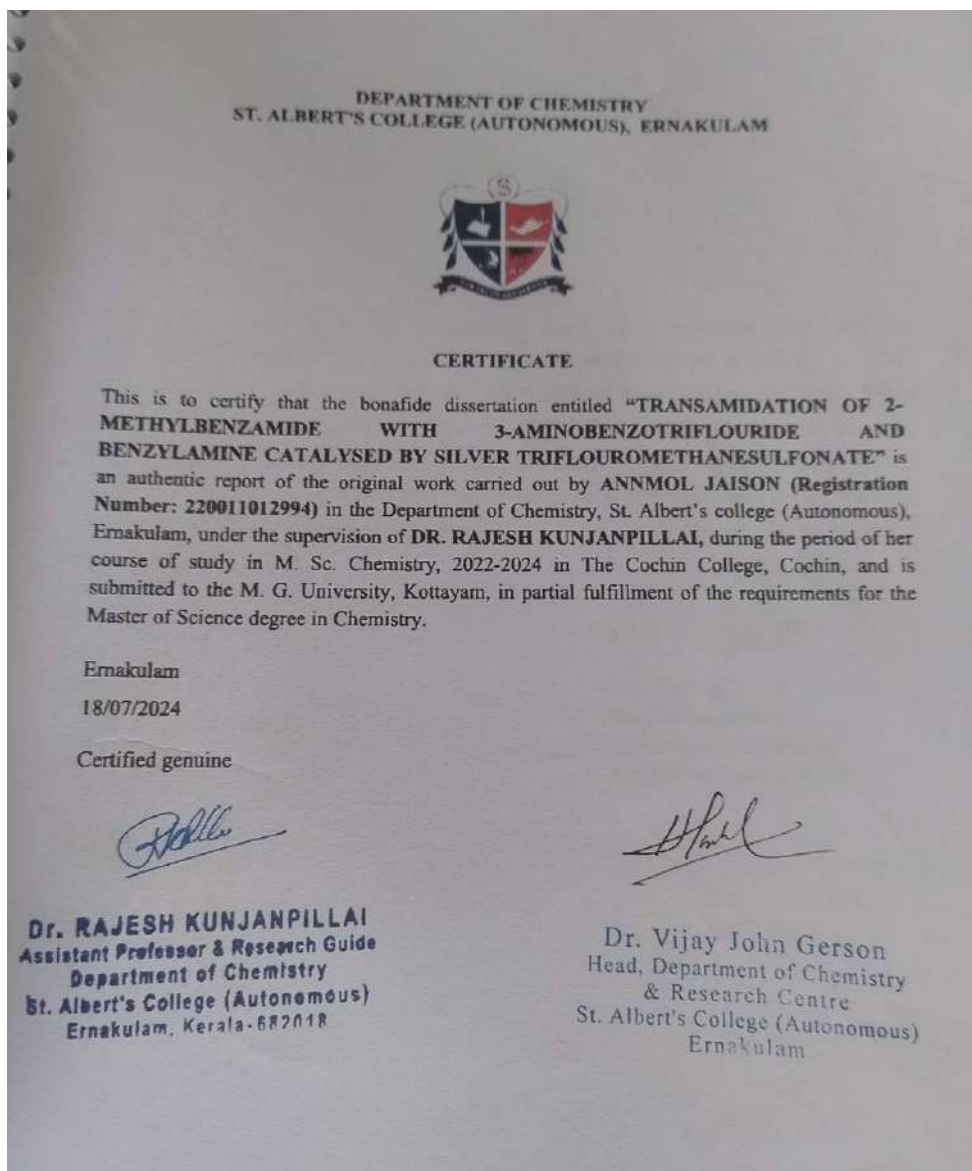 DEPARTMENT OF CHEMISTRY
ST. ALBERT'S COLLEGE (AUTONOMOUS), ERNAKULAM
S
CERTIFICATE
This is to certify that the bonafide dissertation entitled “TRANSAMIDATION OF 2-
METHYLBENZAMIDE WITH 3-AMINOBENZOTRIFLOURIDE AND
BENZYLAMINE CATALYSED BY SILVER TRIFLOUROMETHANESULFONATE” is
an authentic report of the original work carried out by ANNMOL JAISON (Registration
Number: 220011012994) in the Department of Chemistry, St. Albert's college (Autonomous),
Ernakulam, under the supervision of DR. RAJESH KUNJANPILLAI, during the period of her
course of study in M. Sc. Chemistry, 2022-2024 in The Cochin College, Cochin, and is
submitted to the M. G. University, Kottayam, in partial fulfillment of the requirements for the
Master of Science degree in Chemistry.
Ernakulam
18/07/2024
Certified genuine
Dr. RAJESH KUNJANPILLAI
Assistant Professor & Research Guide
Department of Chemistry
St. Albert's College (Autonomous)
Ernakulam, Kerala-682018
Dr. Vijay John Gerson
Head, Department of Chemistry
& Research Centre
St. Albert's College (Autonomous)
Ernakulam